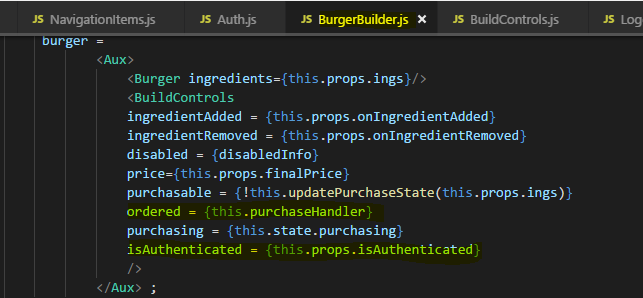 JS NavigationItems.js JS Auth.js JS BurgerBuilder.js × JS BuildControls.js JS Log
burger =
<Aux>
<Burger ingredients={this.props.ings}/>
<BuildControls
ingredientAdded = {this.props.onIngredientAdded}
ingredientRemoved = {this.props.onIngredientRemoved}
disabled = {disabledInfo}
price={this.props.finalPrice}
purchasable = {!this.updatePurchaseState(this.props.ings)}
ordered = {this.purchaseHandler}
purchasing = {this.state.purchasing}
isAuthenticated = {this.props.isAuthenticated}
/>
</Aux> ;